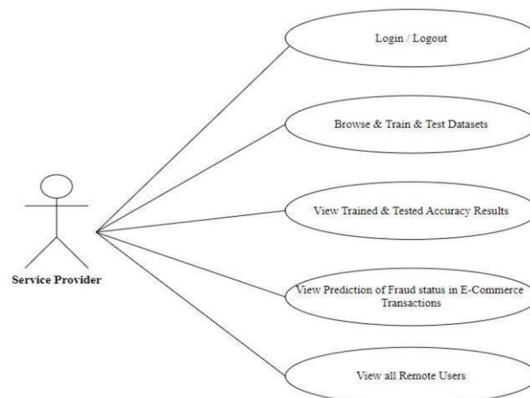 Login / Logout
Browse & Train & Test Datasets
View Trained & Tested Accuracy Results
Service Provider
View Prediction of Fraud status in E-Commerce
Transactions
View all Remote Users